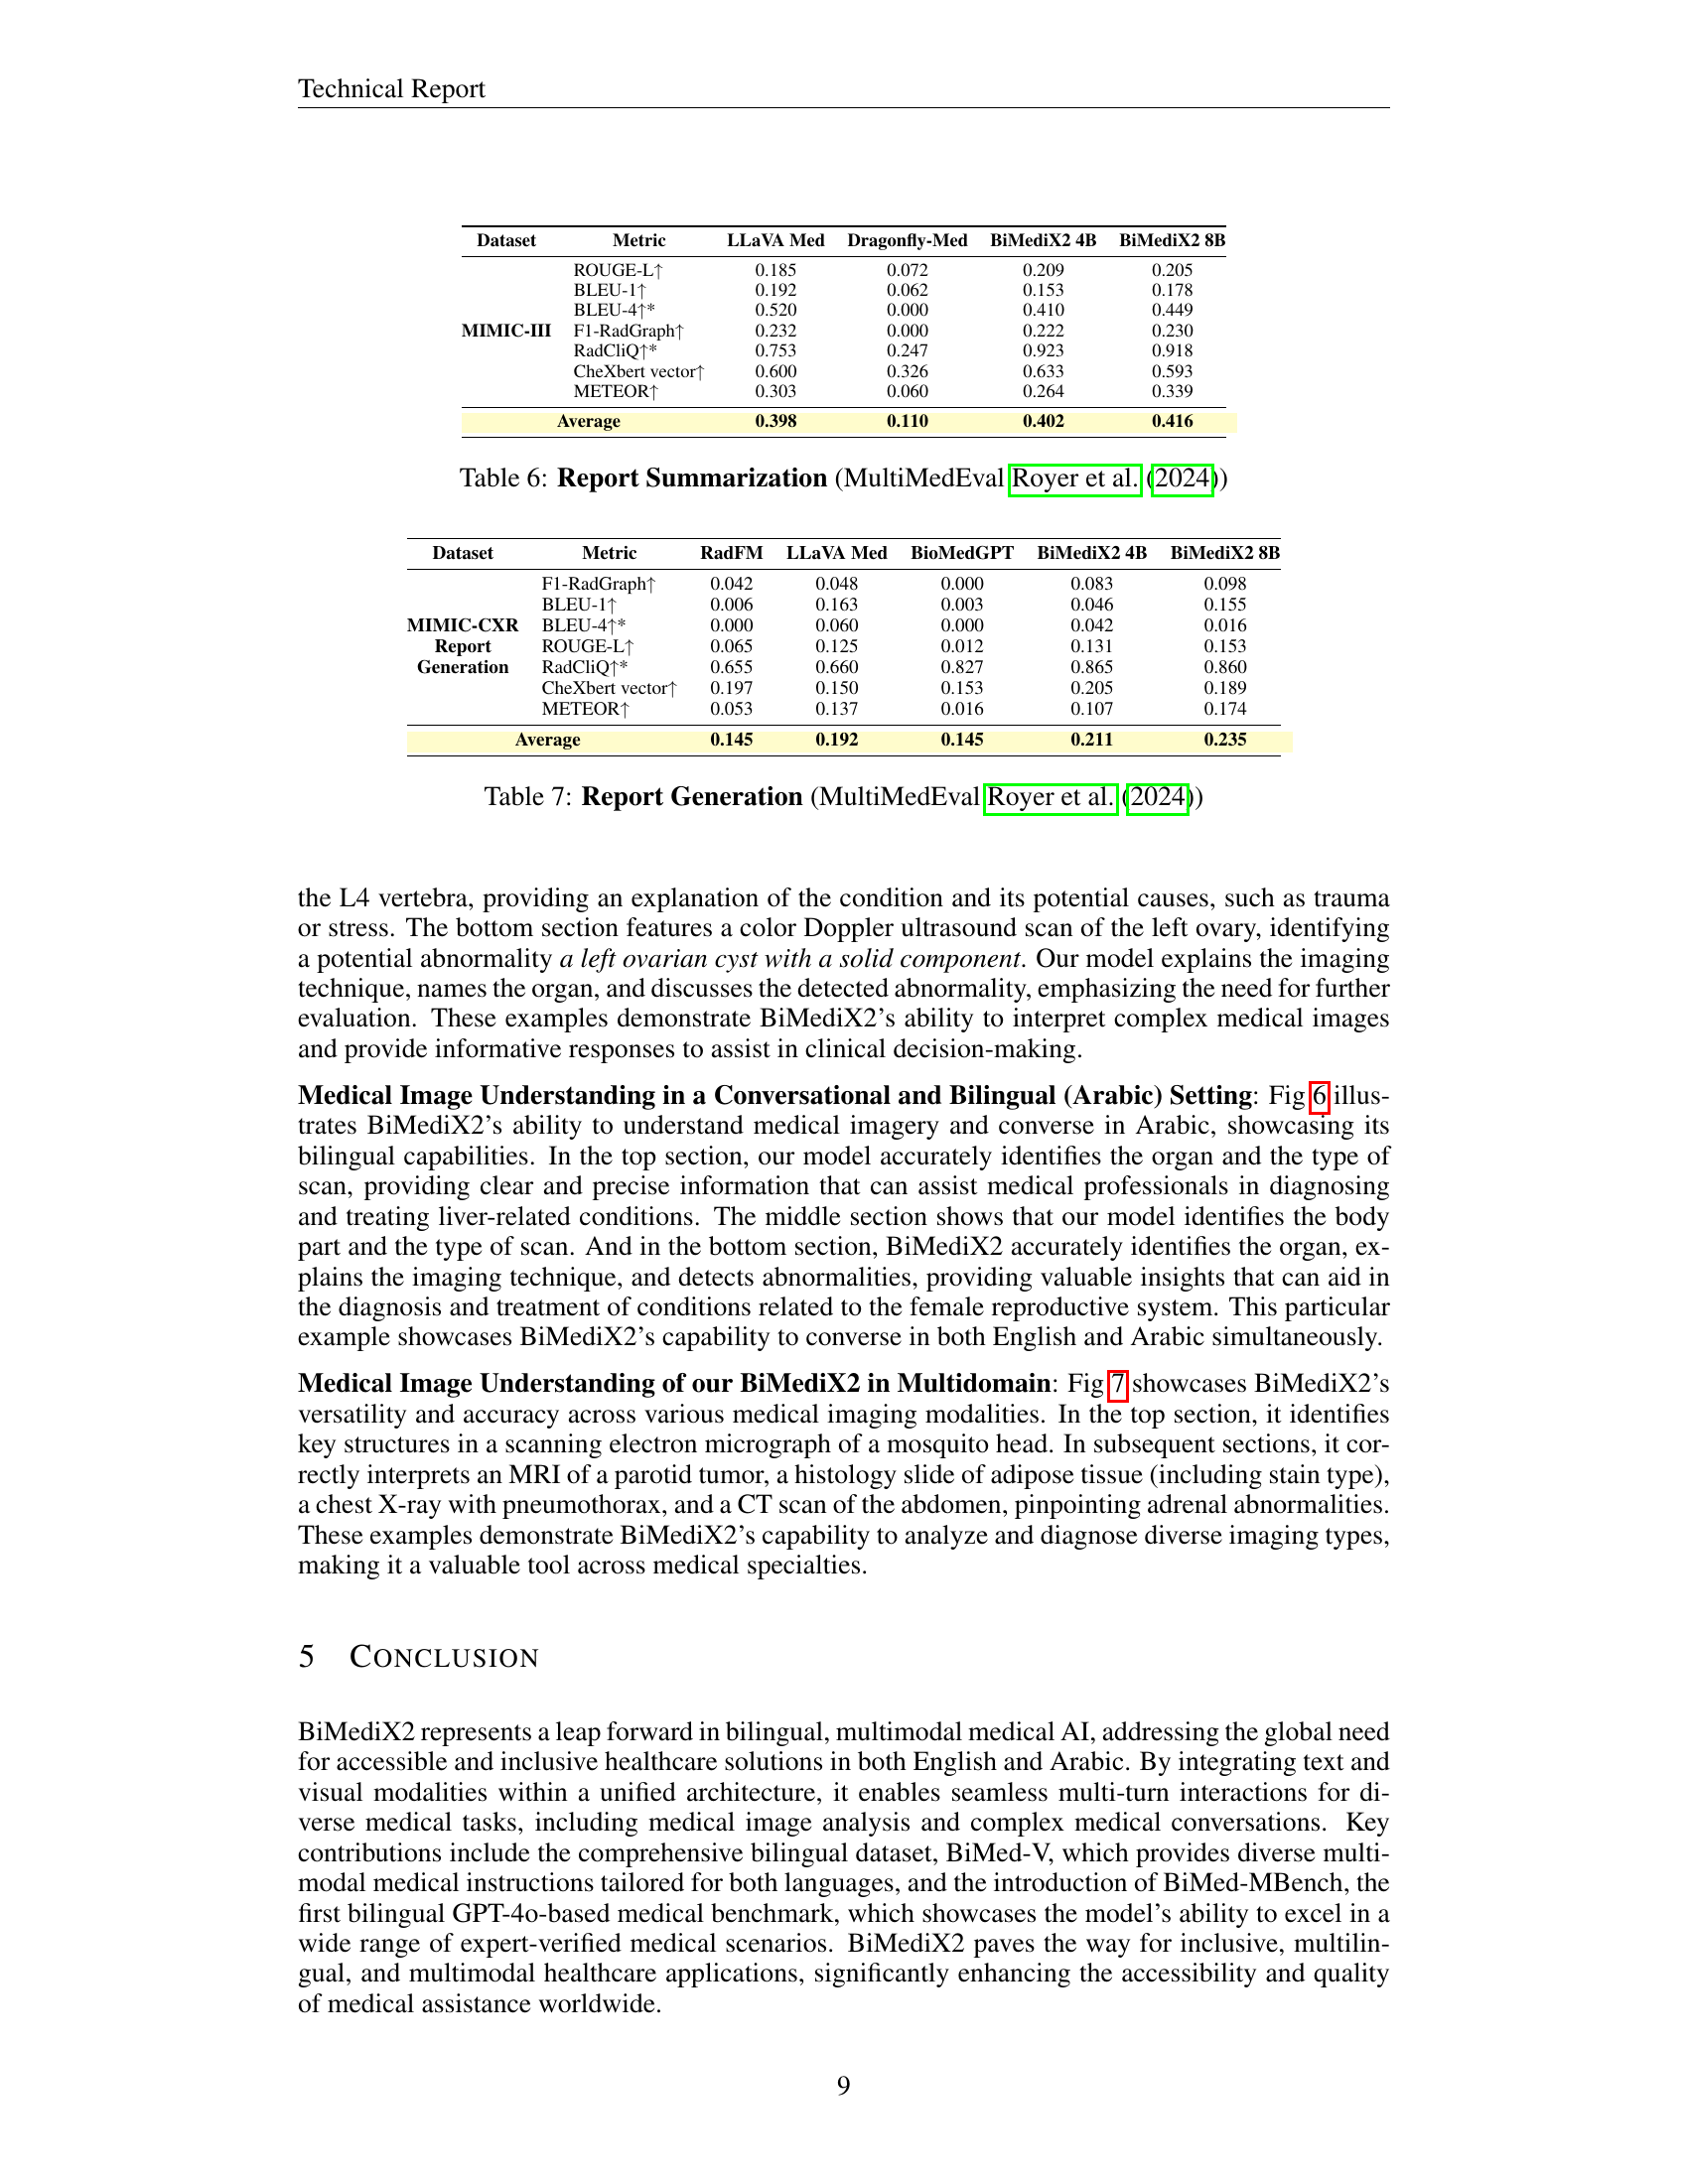 Technical Report
Dataset Metric LLaVA Med Dragonfly-Med BiMediX2 4B BiMediX2 8B
ROUGE-L↑ 0.185 0.072 0.209 0.205
BLEU-1↑ 0.192 0.062 0.153 0.178
BLEU-4↑* 0.520 0.000 0.410 0.449
MIMIC-III F1-RadGraph↑ 0.232 0.000 0.222 0.230
RadCliQ↑* 0.753 0.247 0.923 0.918
CheXbert vector↑ 0.600 0.326 0.633 0.593
METEOR↑ 0.303 0.060 0.264 0.339
Average 0.398 0.110 0.402 0.416
Table 6: Report Summarization (MultiMedEval Royer et al. (2024))
Dataset Metric RadFM LLaVA Med BioMedGPT BiMediX2 4B BiMediX2 8B
F1-RadGraph↑ 0.042 0.048 0.000 0.083 0.098
BLEU-1↑ 0.006 0.163 0.003 0.046 0.155
MIMIC-CXR BLEU-4↑* 0.000 0.060 0.000 0.042 0.016
Report ROUGE-L↑ 0.065 0.125 0.012 0.131 0.153
Generation RadCliQ↑* 0.655 0.660 0.827 0.865 0.860
CheXbert vector↑ 0.197 0.150 0.153 0.205 0.189
METEOR↑ 0.053 0.137 0.016 0.107 0.174
Average 0.145 0.192 0.145 0.211 0.235
Table 7: Report Generation (MultiMedEval Royer et al. (2024))
the L4 vertebra, providing an explanation of the condition and its potential causes, such as trauma
or stress. The bottom section features a color Doppler ultrasound scan of the left ovary, identifying
a potential abnormality a left ovarian cyst with a solid component. Our model explains the imaging
technique, names the organ, and discusses the detected abnormality, emphasizing the need for further
evaluation. These examples demonstrate BiMediX2's ability to interpret complex medical images
and provide informative responses to assist in clinical decision-making.
Medical Image Understanding in a Conversational and Bilingual (Arabic) Setting: Fig 6 illus-
trates BiMediX2's ability to understand medical imagery and converse in Arabic, showcasing its
bilingual capabilities. In the top section, our model accurately identifies the organ and the type of
scan, providing clear and precise information that can assist medical professionals in diagnosing
and treating liver-related conditions. The middle section shows that our model identifies the body
part and the type of scan. And in the bottom section, BiMediX2 accurately identifies the organ, ex-
plains the imaging technique, and detects abnormalities, providing valuable insights that can aid in
the diagnosis and treatment of conditions related to the female reproductive system. This particular
example showcases BiMediX2's capability to converse in both English and Arabic simultaneously.
Medical Image Understanding of our BiMediX2 in Multidomain: Fig 7 showcases BiMediX2's
versatility and accuracy across various medical imaging modalities. In the top section, it identifies
key structures in a scanning electron micrograph of a mosquito head. In subsequent sections, it cor-
rectly interprets an MRI of a parotid tumor, a histology slide of adipose tissue (including stain type),
a chest X-ray with pneumothorax, and a CT scan of the abdomen, pinpointing adrenal abnormalities.
These examples demonstrate BiMediX2's capability to analyze and diagnose diverse imaging types,
making it a valuable tool across medical specialties.
5 CONCLUSION
BiMediX2 represents a leap forward in bilingual, multimodal medical AI, addressing the global need
for accessible and inclusive healthcare solutions in both English and Arabic. By integrating text and
visual modalities within a unified architecture, it enables seamless multi-turn interactions for di-
verse medical tasks, including medical image analysis and complex medical conversations. Key
contributions include the comprehensive bilingual dataset, BiMed-V, which provides diverse multi-
modal medical instructions tailored for both languages, and the introduction of BiMed-MBench, the
first bilingual GPT-4o-based medical benchmark, which showcases the model's ability to excel in a
wide range of expert-verified medical scenarios. BiMediX2 paves the way for inclusive, multilin-
gual, and multimodal healthcare applications, significantly enhancing the accessibility and quality
of medical assistance worldwide.
9